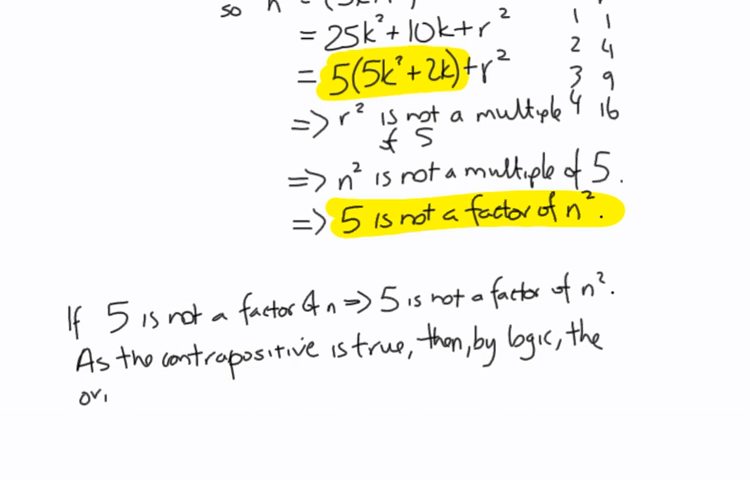 so n
= 25k²+10k+r² 1 1
= 5(5k²+2k)+r² 2 4
3 9
=> r² is not a multiple 4 16
of 5
=> n² is not a multiple of 5.
=> 5 is not a factor of n².
If 5 is not a factor of n => 5 is not a factor of n².
As the contrapositive is true, then, by logic, the
ori